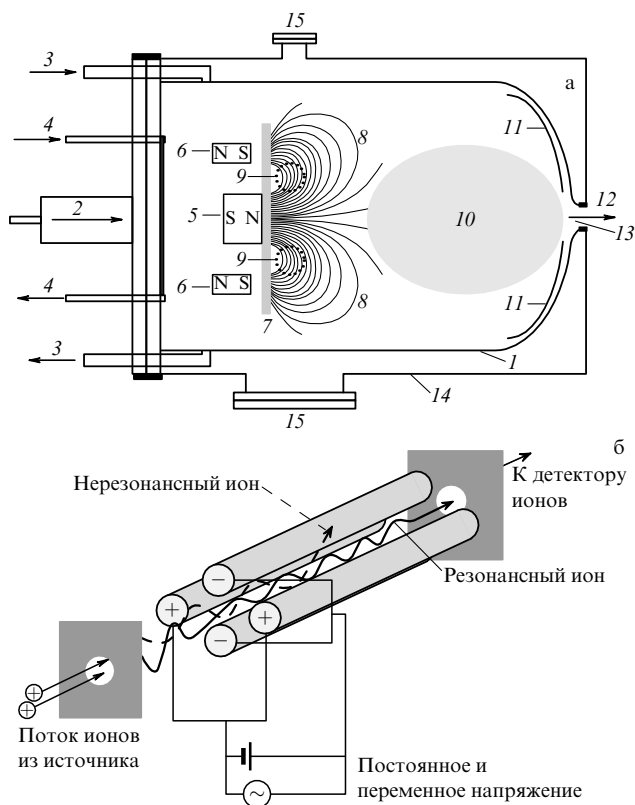 15
3
а
4
6
N S
8
11
9
12
2
5
S N
10
13
9
4
6
N S
8
11
7
3
1
14
15
б
К детектору
ионов
Нерезонансный ион
Резонансный ион
−
+
+
−
+
+
Поток ионов
из источника
Постоянное и
переменное напряжение
~